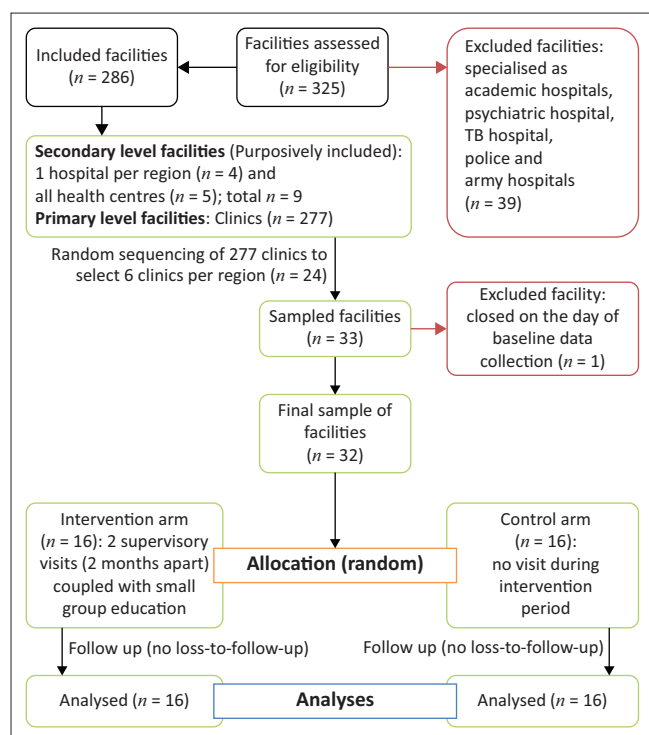 Included facilities
(n = 286)
Facilities assessed
for eligibility
(n = 325)
Excluded facilities:
specialised as
academic hospitals,
psychiatric hospital,
TB hospital,
police and
army hospitals
(n = 39)
Secondary level facilities (Purposively included):
1 hospital per region (n = 4) and
all health centres (n = 5); total n = 9
Primary level facilities: Clinics (n = 277)
Random sequencing of 277 clinics to
select 6 clinics per region (n = 24)
Sampled facilities
(n = 33)
Excluded facility:
closed on the day of
baseline data
collection (n = 1)
Final sample of
facilities
(n = 32)
Intervention arm
(n = 16): 2 supervisory
visits (2 months apart)
coupled with small
group education
Allocation (random)
Control arm
(n = 16):
no visit during
intervention
period
Follow up (no loss-to-follow-up)
Follow up (no loss-to-follow-up)
Analysed (n = 16)
Analyses
Analysed (n = 16)